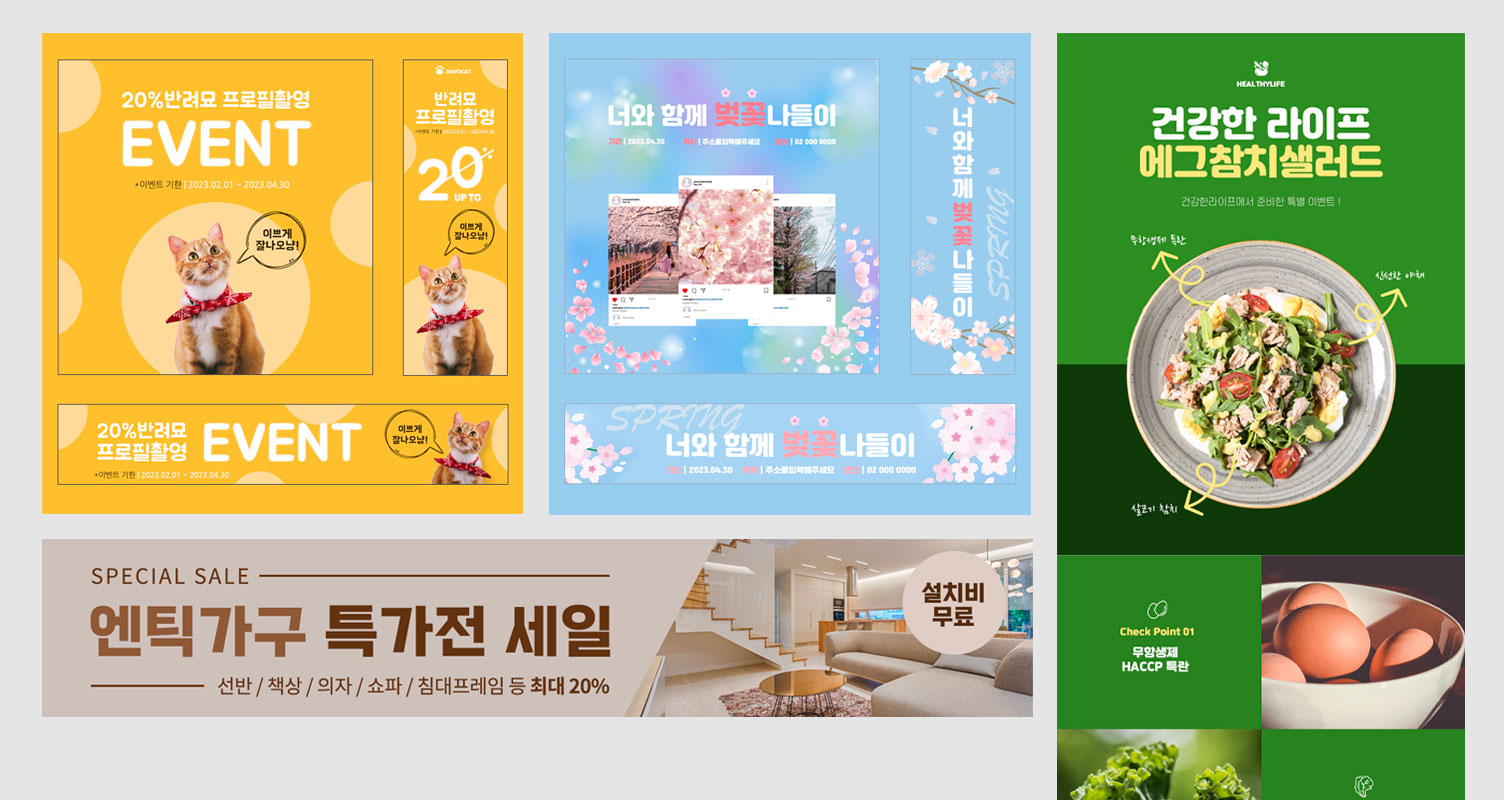 20%반려묘 프로필촬영
EVENT
*이벤트 기한 | 2023.02.01 ~ 2023.04.30
이쁘게
잘나오냥!
MAYOCAT
반려묘
프로필촬영
*이벤트 기한 | 2023.02.01 ~ 2023.04.30
20%
UP TO
이쁘게
잘나오냥!
20%반려묘
프로필촬영
EVENT
*이벤트 기한 | 2023.02.01 ~ 2023.04.30
이쁘게
잘나오냥!
너와 함께 벚꽃나들이
기간 | 2023.04.30 | 주소를입력해주세요 | 02 000 0000
너와함께벚꽃나들이
SPRING
SPRING
너와 함께 벚꽃나들이
기간 | 2023.04.30 | 주소를입력해주세요 | 02 000 0000
SPECIAL SALE
엔틱가구 특가전 세일
선반 / 책상 / 의자 / 쇼파 / 침대프레임 등 최대 20%
설치비
무료
HEALTHYLIFE
건강한 라이프
에그참치샐러드
건강한라이프에서 준비한 특별 이벤트 !
무항생제 특란
신선한 야채
살코기 참치
Check Point 01
무항생제
HACCP 특란